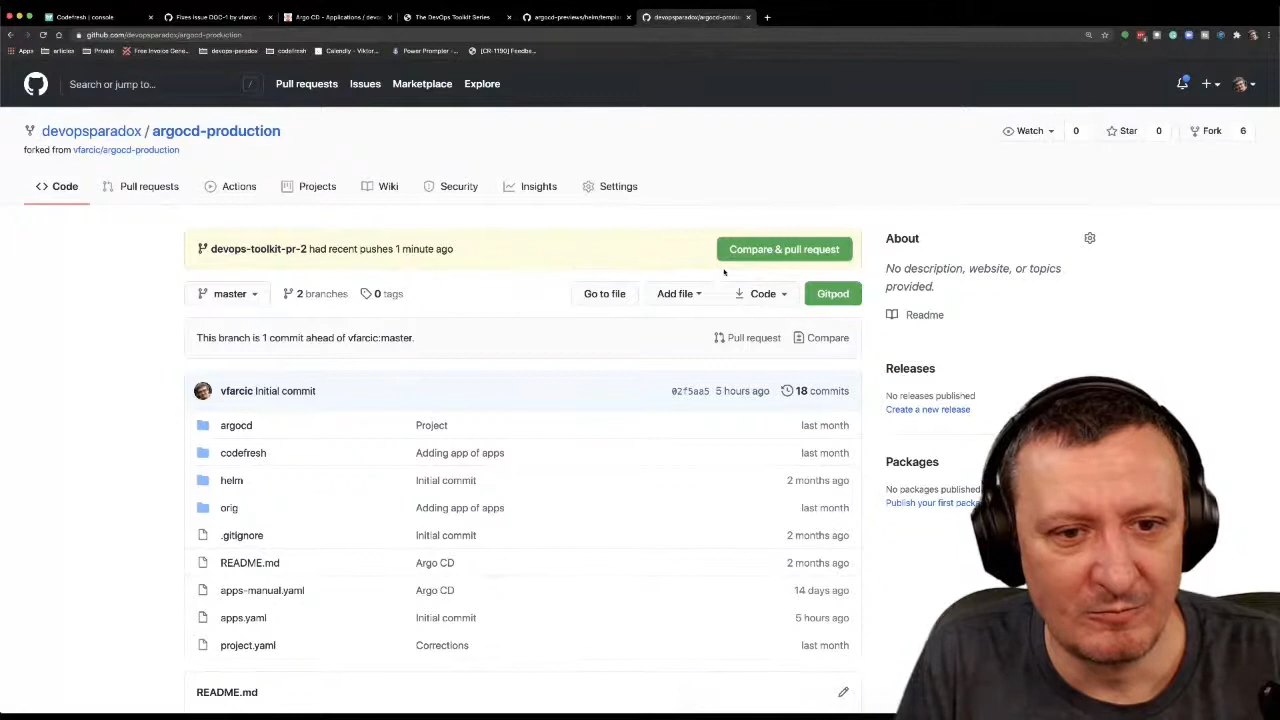 Codefresh | console
Fixes issue DOC-1 by vfarcic
Argo CD - Applications / devo
The DevOps Toolkit Series
argocd-previews/helm/templ
devopsparadox/argocd-produ
github.com/devopsparadox/argocd-production
Apps articles Private Free Invoice Gene... devops-paradox codefresh Calendly - Viktor... Power Prompter -... [CR-1190] Feedba...
Search or jump to... /
Pull requests Issues Marketplace Explore
devopsparadox / argocd-production
Watch 0 Star 0 Fork 6
forked from vfarcic/argocd-production
Code Pull requests Actions Projects Wiki Security Insights Settings
devops-toolkit-pr-2 had recent pushes 1 minute ago
Compare & pull request
master 2 branches 0 tags
Go to file Add file Code Gitpod
This branch is 1 commit ahead of vfarcic:master.
Pull request Compare
vfarcic Initial commit 02f5aa5 5 hours ago 18 commits
argocd Project last month
codefresh Adding app of apps last month
helm Initial commit 2 months ago
orig Adding app of apps last month
.gitignore Initial commit 2 months ago
README.md Argo CD 2 months ago
apps-manual.yaml Argo CD 14 days ago
apps.yaml Initial commit 5 hours ago
project.yaml Corrections last month
README.md
About
No description, website, or topics
provided.
Readme
Releases
No releases published
Create a new release
Packages
No packages published
Publish your first packa